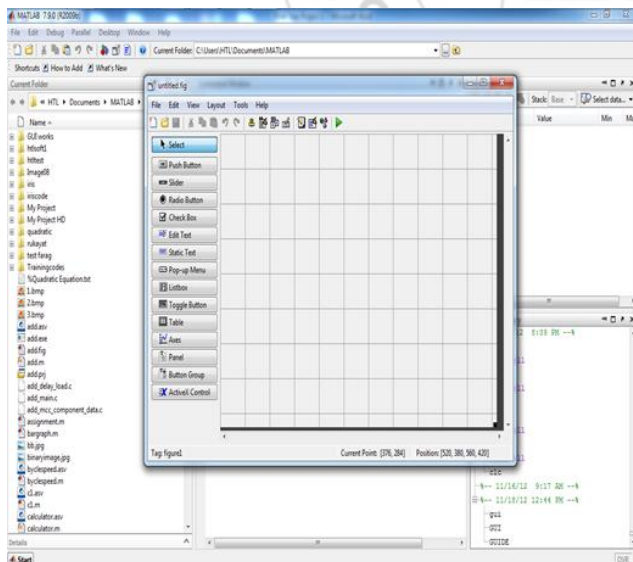 MATLAB 7.9.0 (R2009b)
File Edit Debug Parallel Desktop Window Help
Current Folder: C:\Users\HTL\Documents\MATLAB
Shortcuts How to Add What's New
Current Folder
« HTL ▸ Documents ▸ MATLAB ▸
Name
GUI works
htlsoft1
htltest
Image08
iris
iriscode
My Project
My Project HD
quadratic
rukayat
test farag
Trainingcodes
%Quadratic Equation.txt
1.bmp
2.bmp
3.bmp
add.asv
add.exe
add.fig
add.m
add.prj
add_delay_load.c
add_main.c
add_mcc_component_data.c
assignment.m
bargraph.m
bb.jpg
binaryimage.jpg
byclespeed.asv
byclespeed.m
c1.asv
c1.m
calculator.asv
calculator.m
Details
Start
untitled.fig
File Edit View Layout Tools Help
Select
Push Button
Slider
Radio Button
Check Box
Edit Text
Static Text
Pop-up Menu
Listbox
Toggle Button
Table
Axes
Panel
Button Group
ActiveX Control
Tag: figure1 Current Point: [376, 284] Position: [520, 380, 560, 420]
Stack: Base Select data...
Value Min
8:33 PM --%
clc
%-- 11/16/12 9:17 AM --%
%-- 11/18/12 12:44 PM --%
gui
GUI
GUIDE
OVR